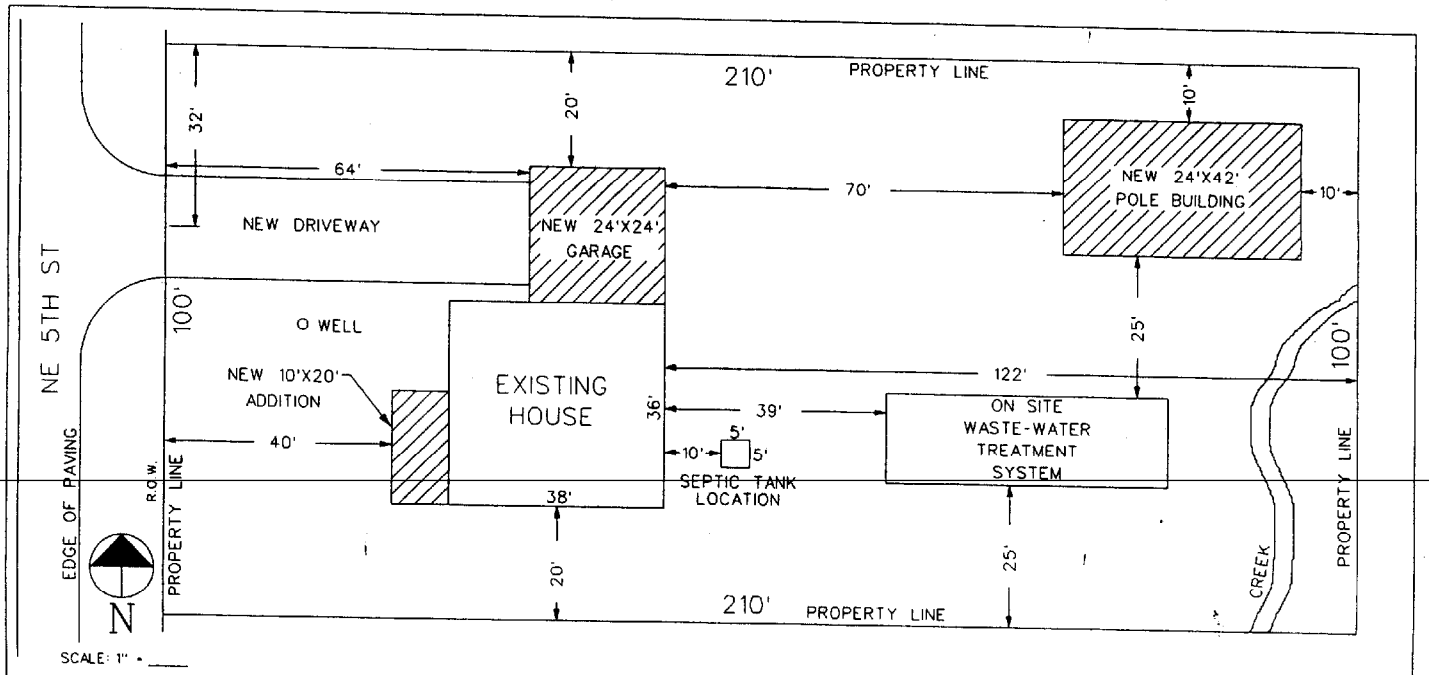 210'
PROPERTY LINE
32'
20'
10'
64'
70'
10'
NEW DRIVEWAY
NEW 24'X24'
GARAGE
NEW 24'X42'
POLE BUILDING
NE 5TH ST
100'
O WELL
25'
100'
NEW 10'X20'
ADDITION
EXISTING
HOUSE
36'
122'
39'
ON SITE
WASTE-WATER
TREATMENT
SYSTEM
40'
10'
5'
5'
SEPTIC TANK
LOCATION
38'
EDGE OF PAVING
R.O.W.
PROPERTY LINE
20'
25'
CREEK
PROPERTY LINE
N
210'
PROPERTY LINE
SCALE: 1" = ____